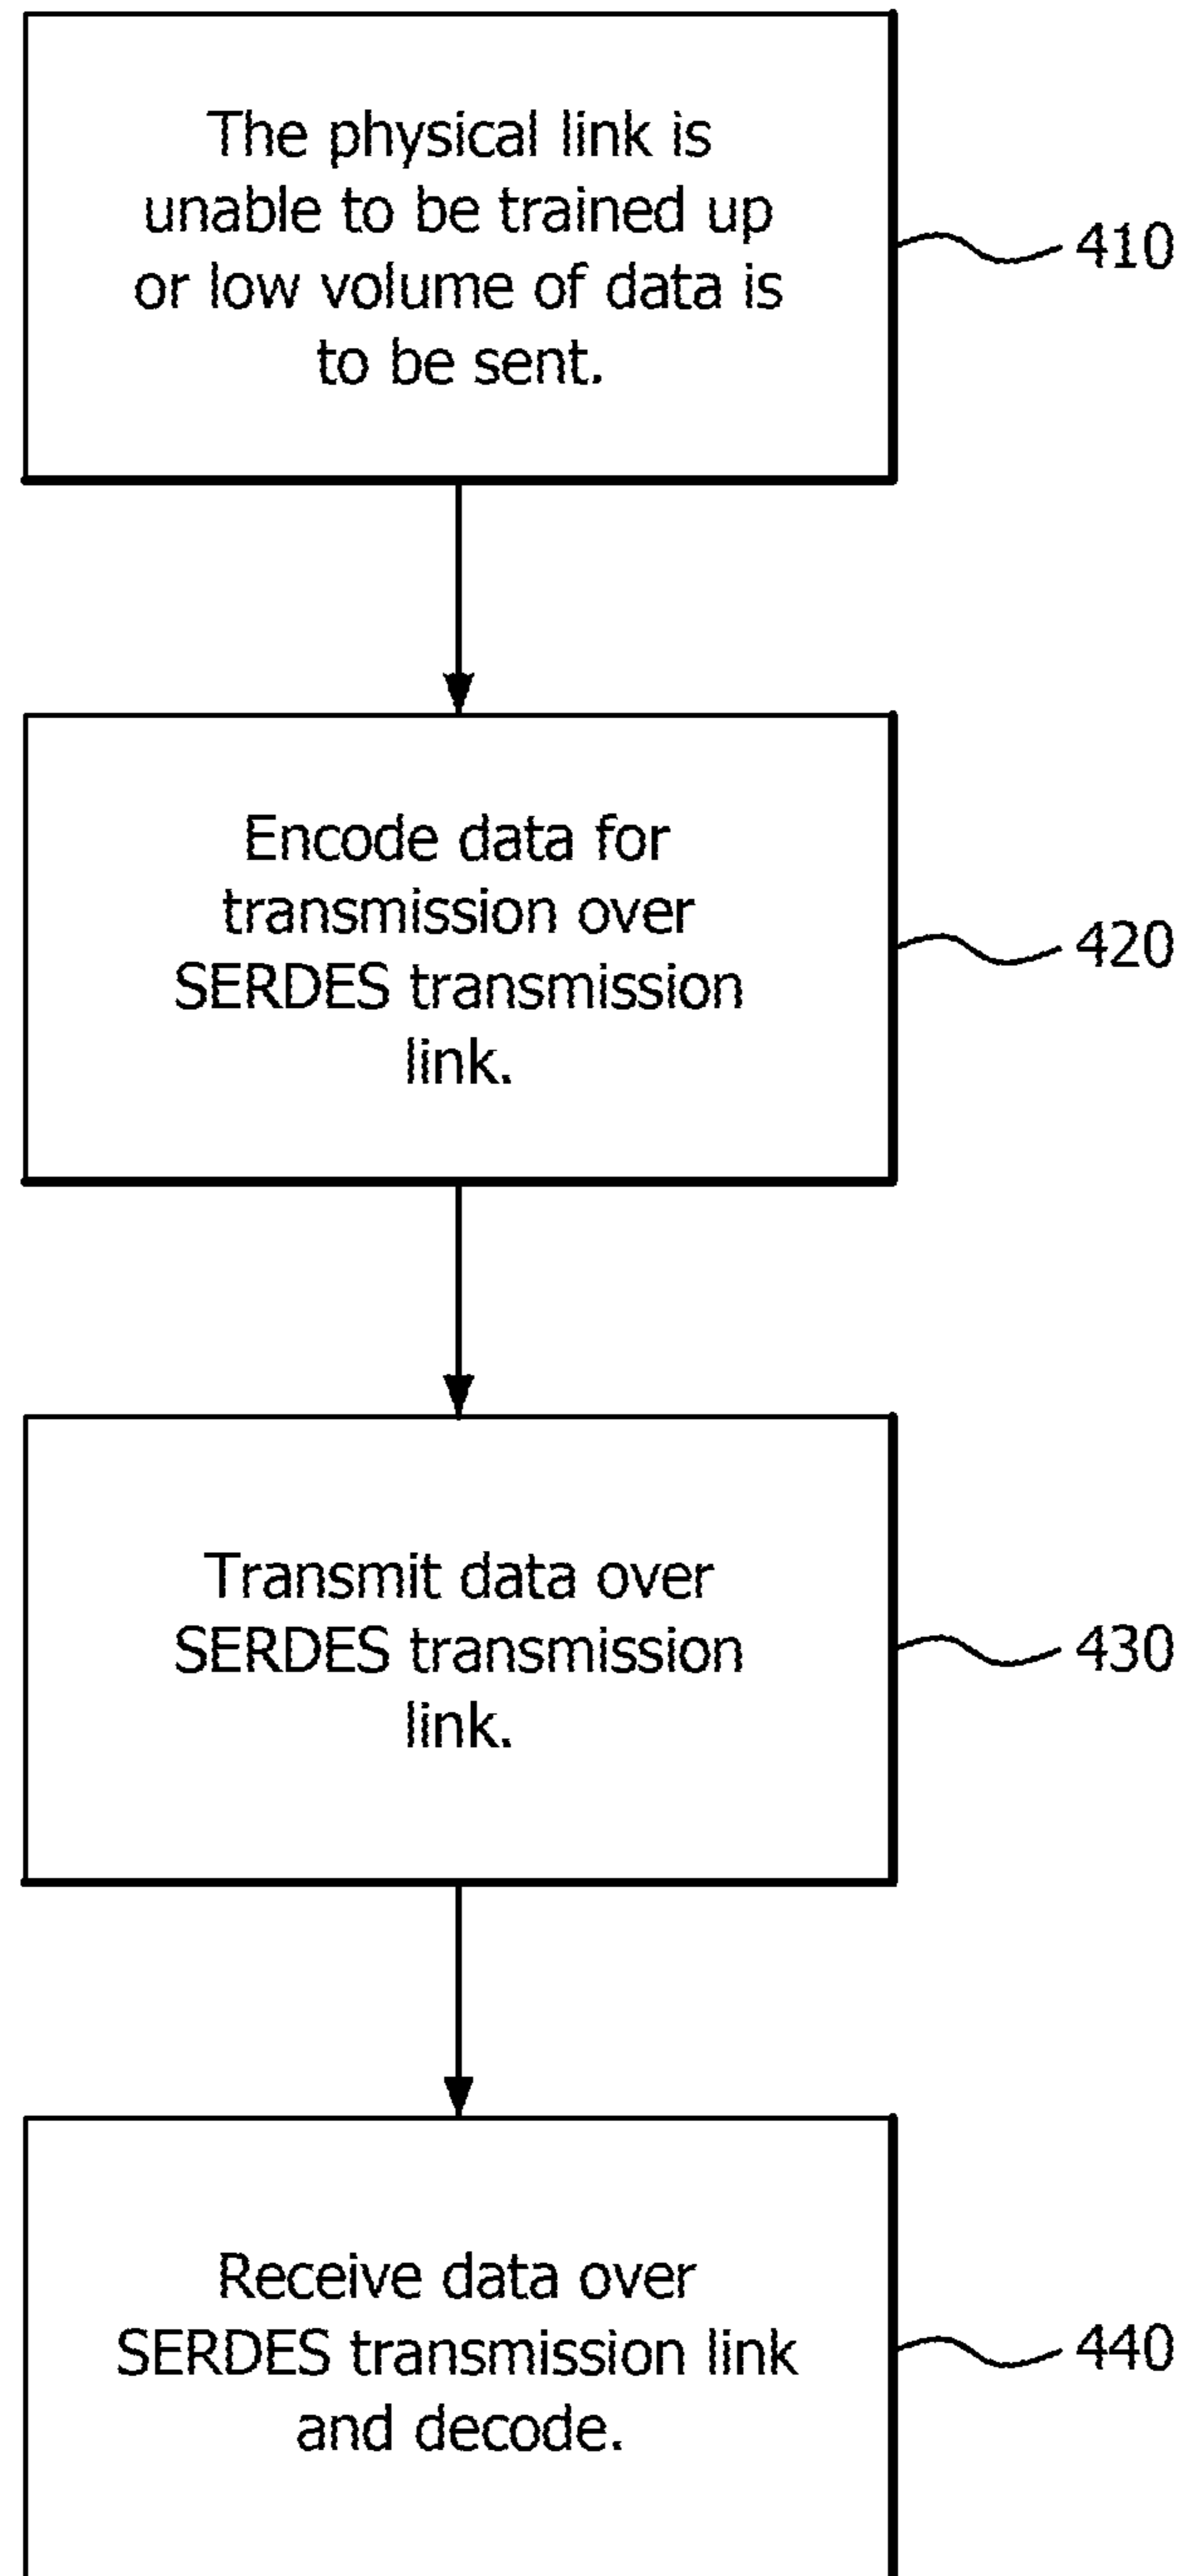 The physical link is
unable to be trained up
or low volume of data is
to be sent.
410
Encode data for
transmission over
SERDES transmission
link.
420
Transmit data over
SERDES transmission
link.
430
Receive data over
SERDES transmission link
and decode.
440